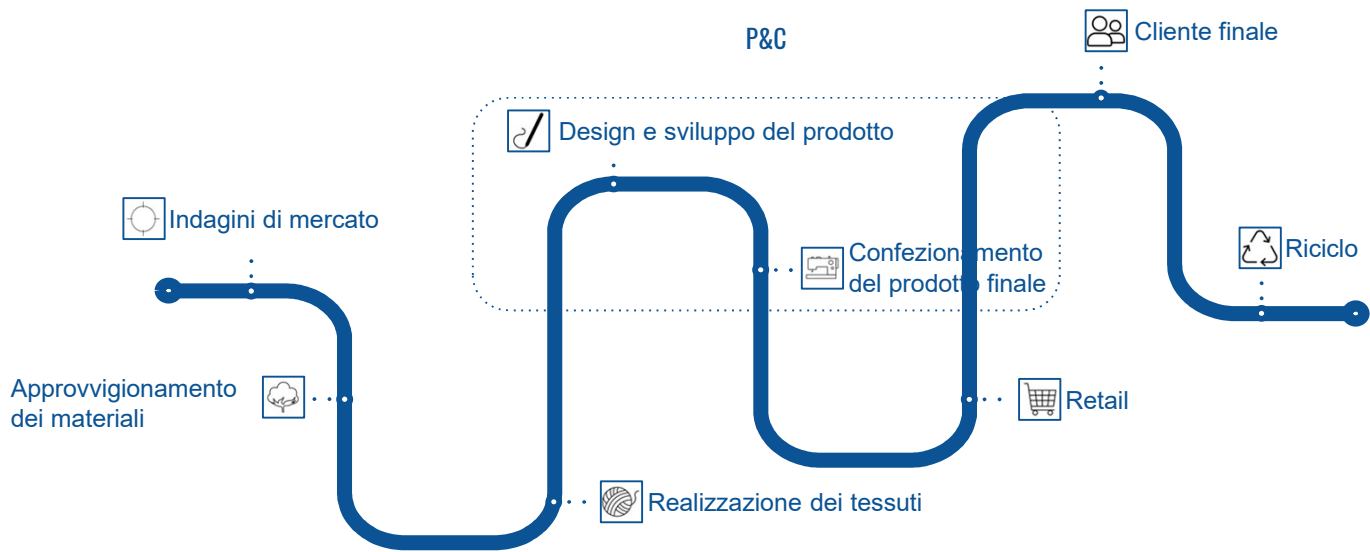 P&C
Cliente finale
Design e sviluppo del prodotto
Indagini di mercato
Confezionamento
del prodotto finale
Riciclo
Approvvigionamento
dei materiali
Retail
Realizzazione dei tessuti